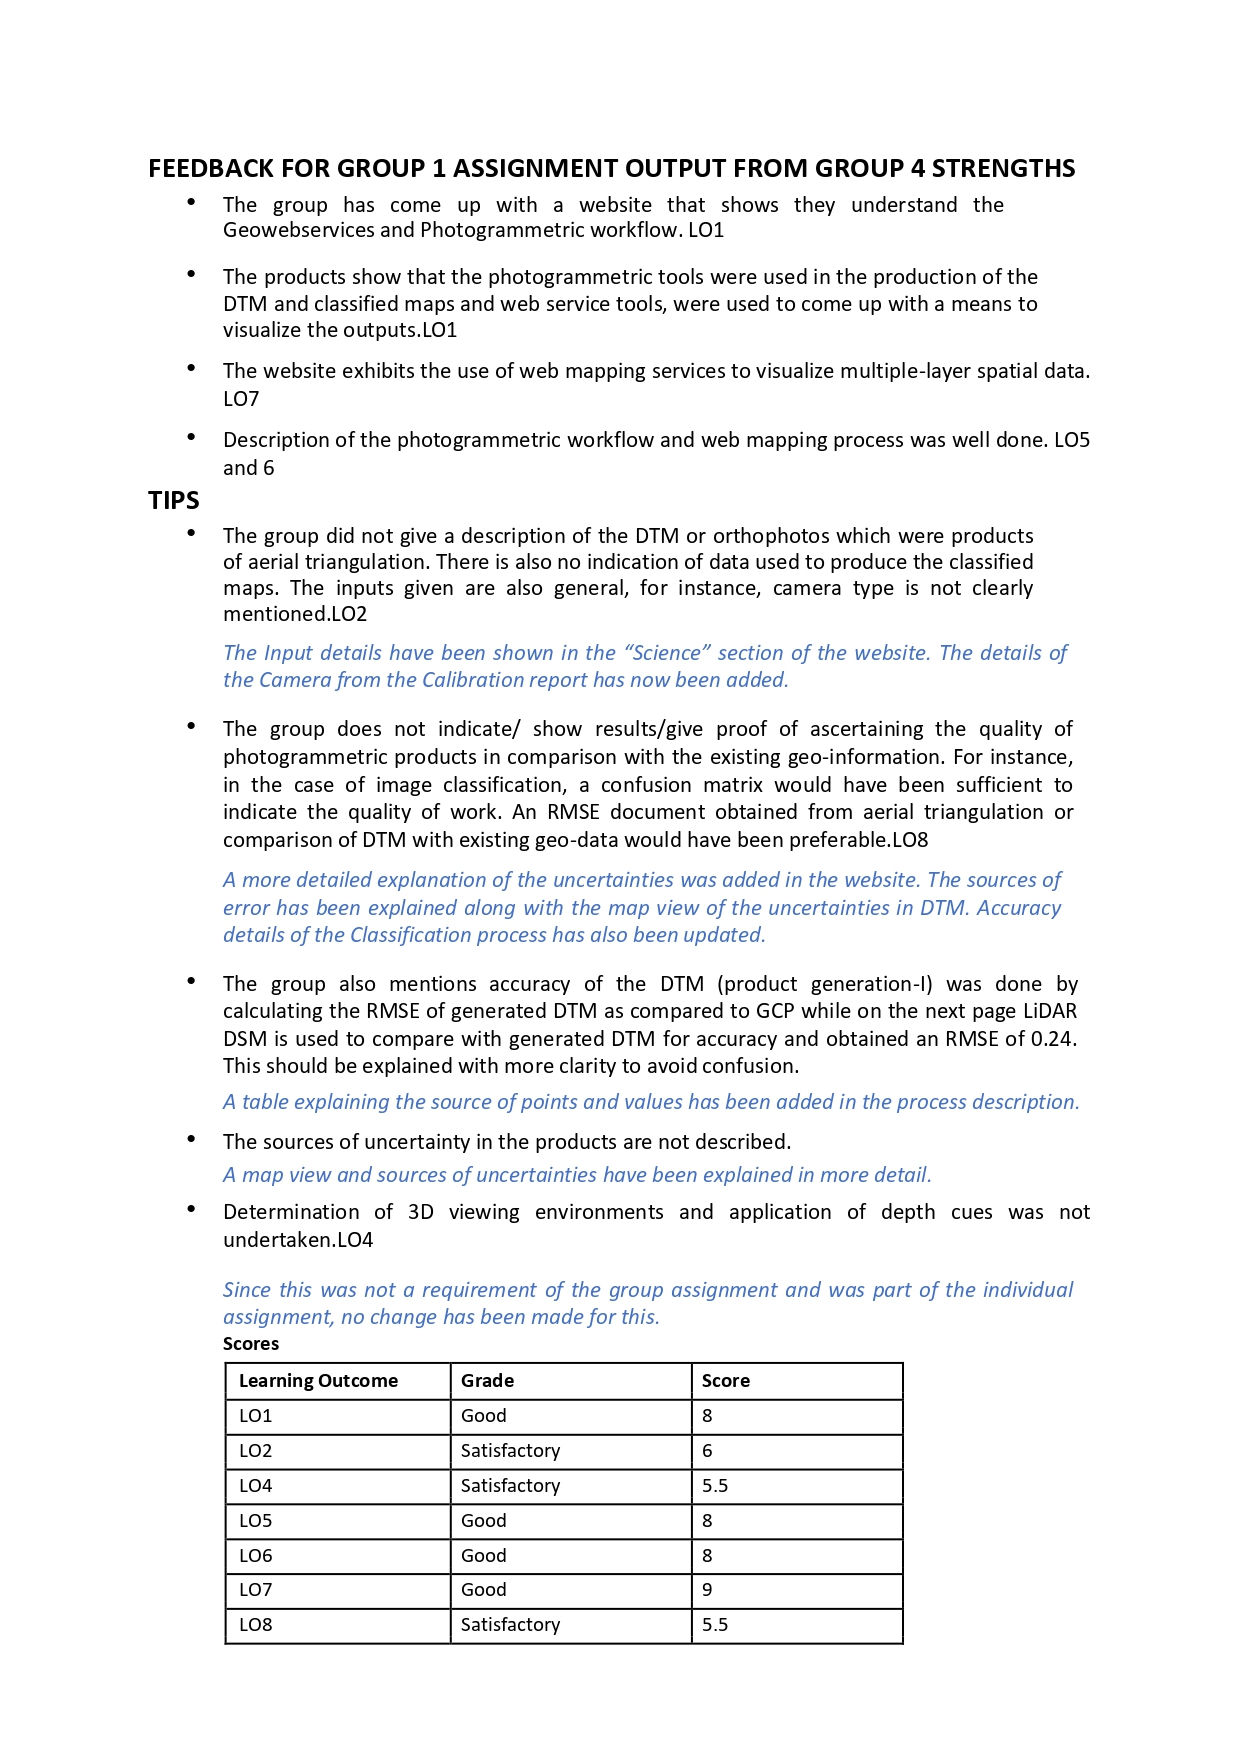 FEEDBACK FOR GROUP 1 ASSIGNMENT OUTPUT FROM GROUP 4 STRENGTHS
• The group has come up with a website that shows they understand the
Geowebservices and Photogrammetric workflow. LO1
• The products show that the photogrammetric tools were used in the production of the
DTM and classified maps and web service tools, were used to come up with a means to
visualize the outputs.LO1
• The website exhibits the use of web mapping services to visualize multiple-layer spatial data.
LO7
• Description of the photogrammetric workflow and web mapping process was well done. LO5
and 6
TIPS
• The group did not give a description of the DTM or orthophotos which were products
of aerial triangulation. There is also no indication of data used to produce the classified
maps. The inputs given are also general, for instance, camera type is not clearly
mentioned.LO2
The Input details have been shown in the “Science” section of the website. The details of
the Camera from the Calibration report has now been added.
• The group does not indicate/ show results/give proof of ascertaining the quality of
photogrammetric products in comparison with the existing geo-information. For instance,
in the case of image classification, a confusion matrix would have been sufficient to
indicate the quality of work. An RMSE document obtained from aerial triangulation or
comparison of DTM with existing geo-data would have been preferable.LO8
A more detailed explanation of the uncertainties was added in the website. The sources of
error has been explained along with the map view of the uncertainties in DTM. Accuracy
details of the Classification process has also been updated.
• The group also mentions accuracy of the DTM (product generation-I) was done by
calculating the RMSE of generated DTM as compared to GCP while on the next page LiDAR
DSM is used to compare with generated DTM for accuracy and obtained an RMSE of 0.24.
This should be explained with more clarity to avoid confusion.
A table explaining the source of points and values has been added in the process description.
• The sources of uncertainty in the products are not described.
A map view and sources of uncertainties have been explained in more detail.
• Determination of 3D viewing environments and application of depth cues was not
undertaken.LO4
Since this was not a requirement of the group assignment and was part of the individual
assignment, no change has been made for this.
Scores
Learning Outcome Grade Score
LO1 Good 8
LO2 Satisfactory 6
LO4 Satisfactory 5.5
LO5 Good 8
LO6 Good 8
LO7 Good 9
LO8 Satisfactory 5.5